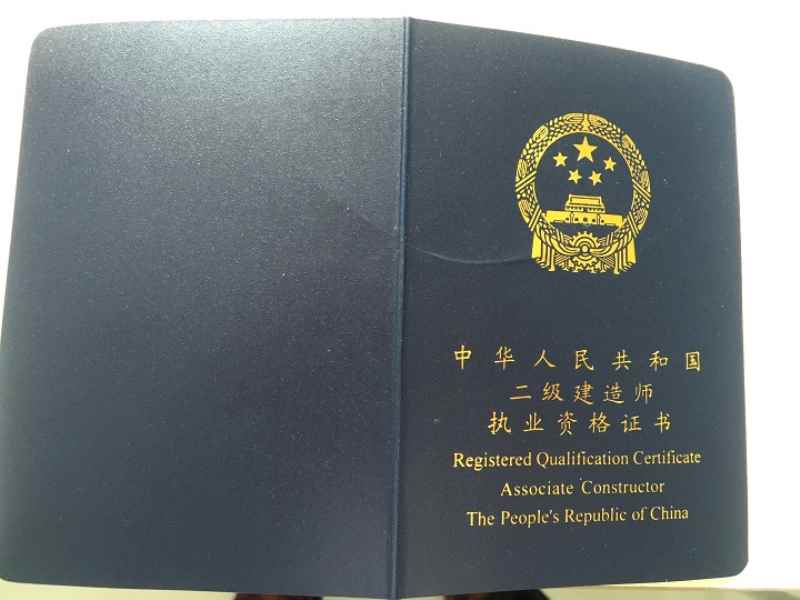 中华人民共和国
二级建造师
执业资格证书
Registered Qualification Certificate
Associate Constructor
The People's Republic of China